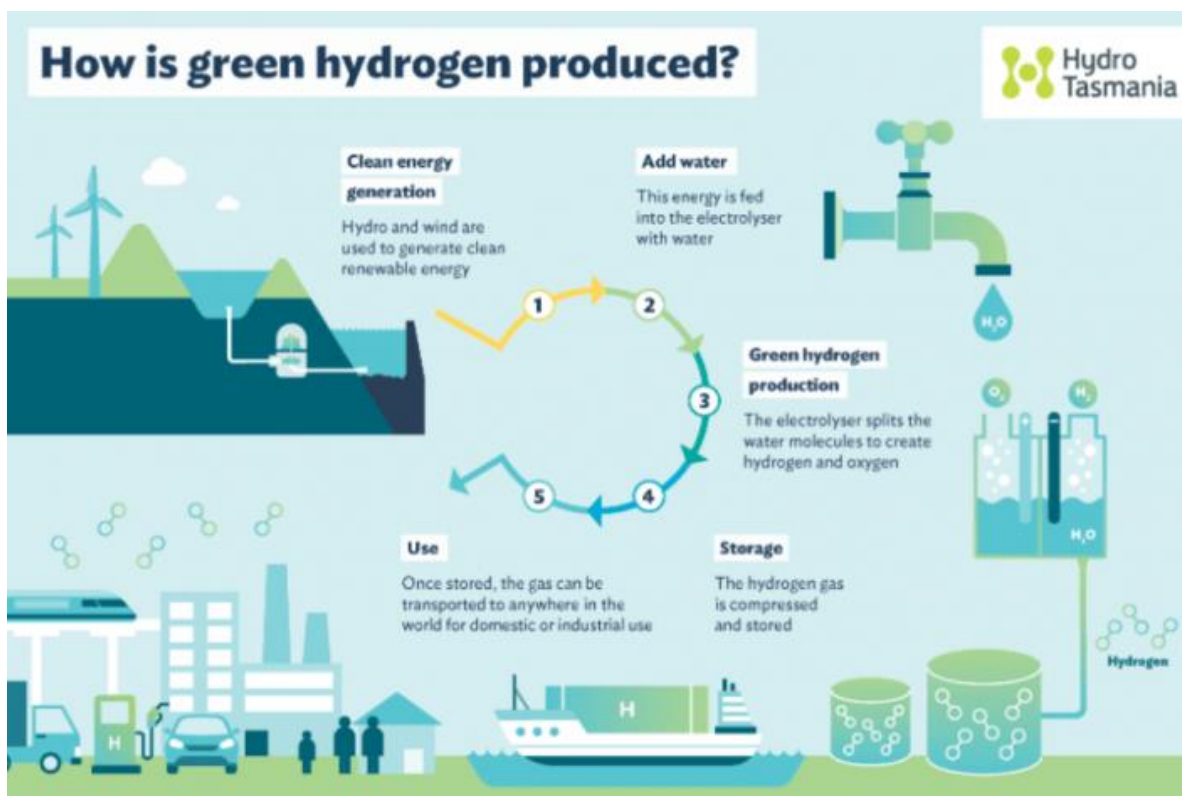 How is green hydrogen produced?
Hydro
Tasmania
Clean energy
generation
Hydro and wind are
used to generate clean
renewable energy
Add water
This energy is fed
into the electrolyser
with water
H₂O
1
2
3
4
5
Green hydrogen
production
The electrolyser splits the
water molecules to create
hydrogen and oxygen
O₂
H₂
H₂O
Storage
The hydrogen gas
is compressed
and stored
Hydrogen
Use
Once stored, the gas can be
transported to anywhere in the
world for domestic or industrial use
H
H